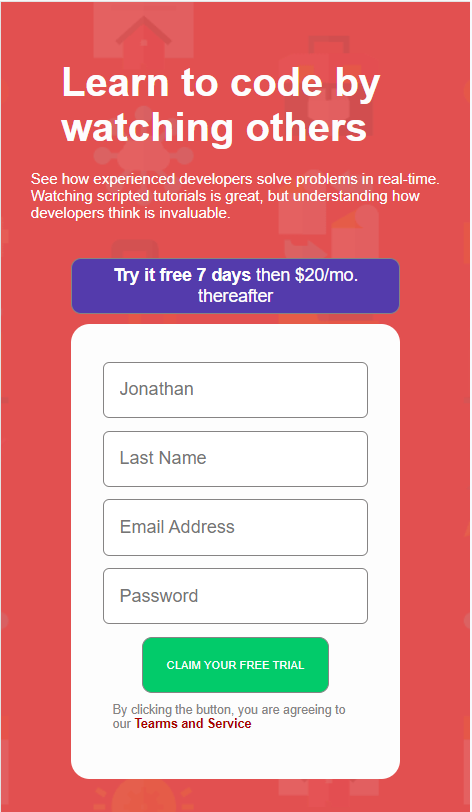 Learn to code by
watching others
See how experienced developers solve problems in real-time.
Watching scripted tutorials is great, but understanding how
developers think is invaluable.
Try it free 7 days then $20/mo.
thereafter
Jonathan
Last Name
Email Address
Password
CLAIM YOUR FREE TRIAL
By clicking the button, you are agreeing to
our Tearms and Service